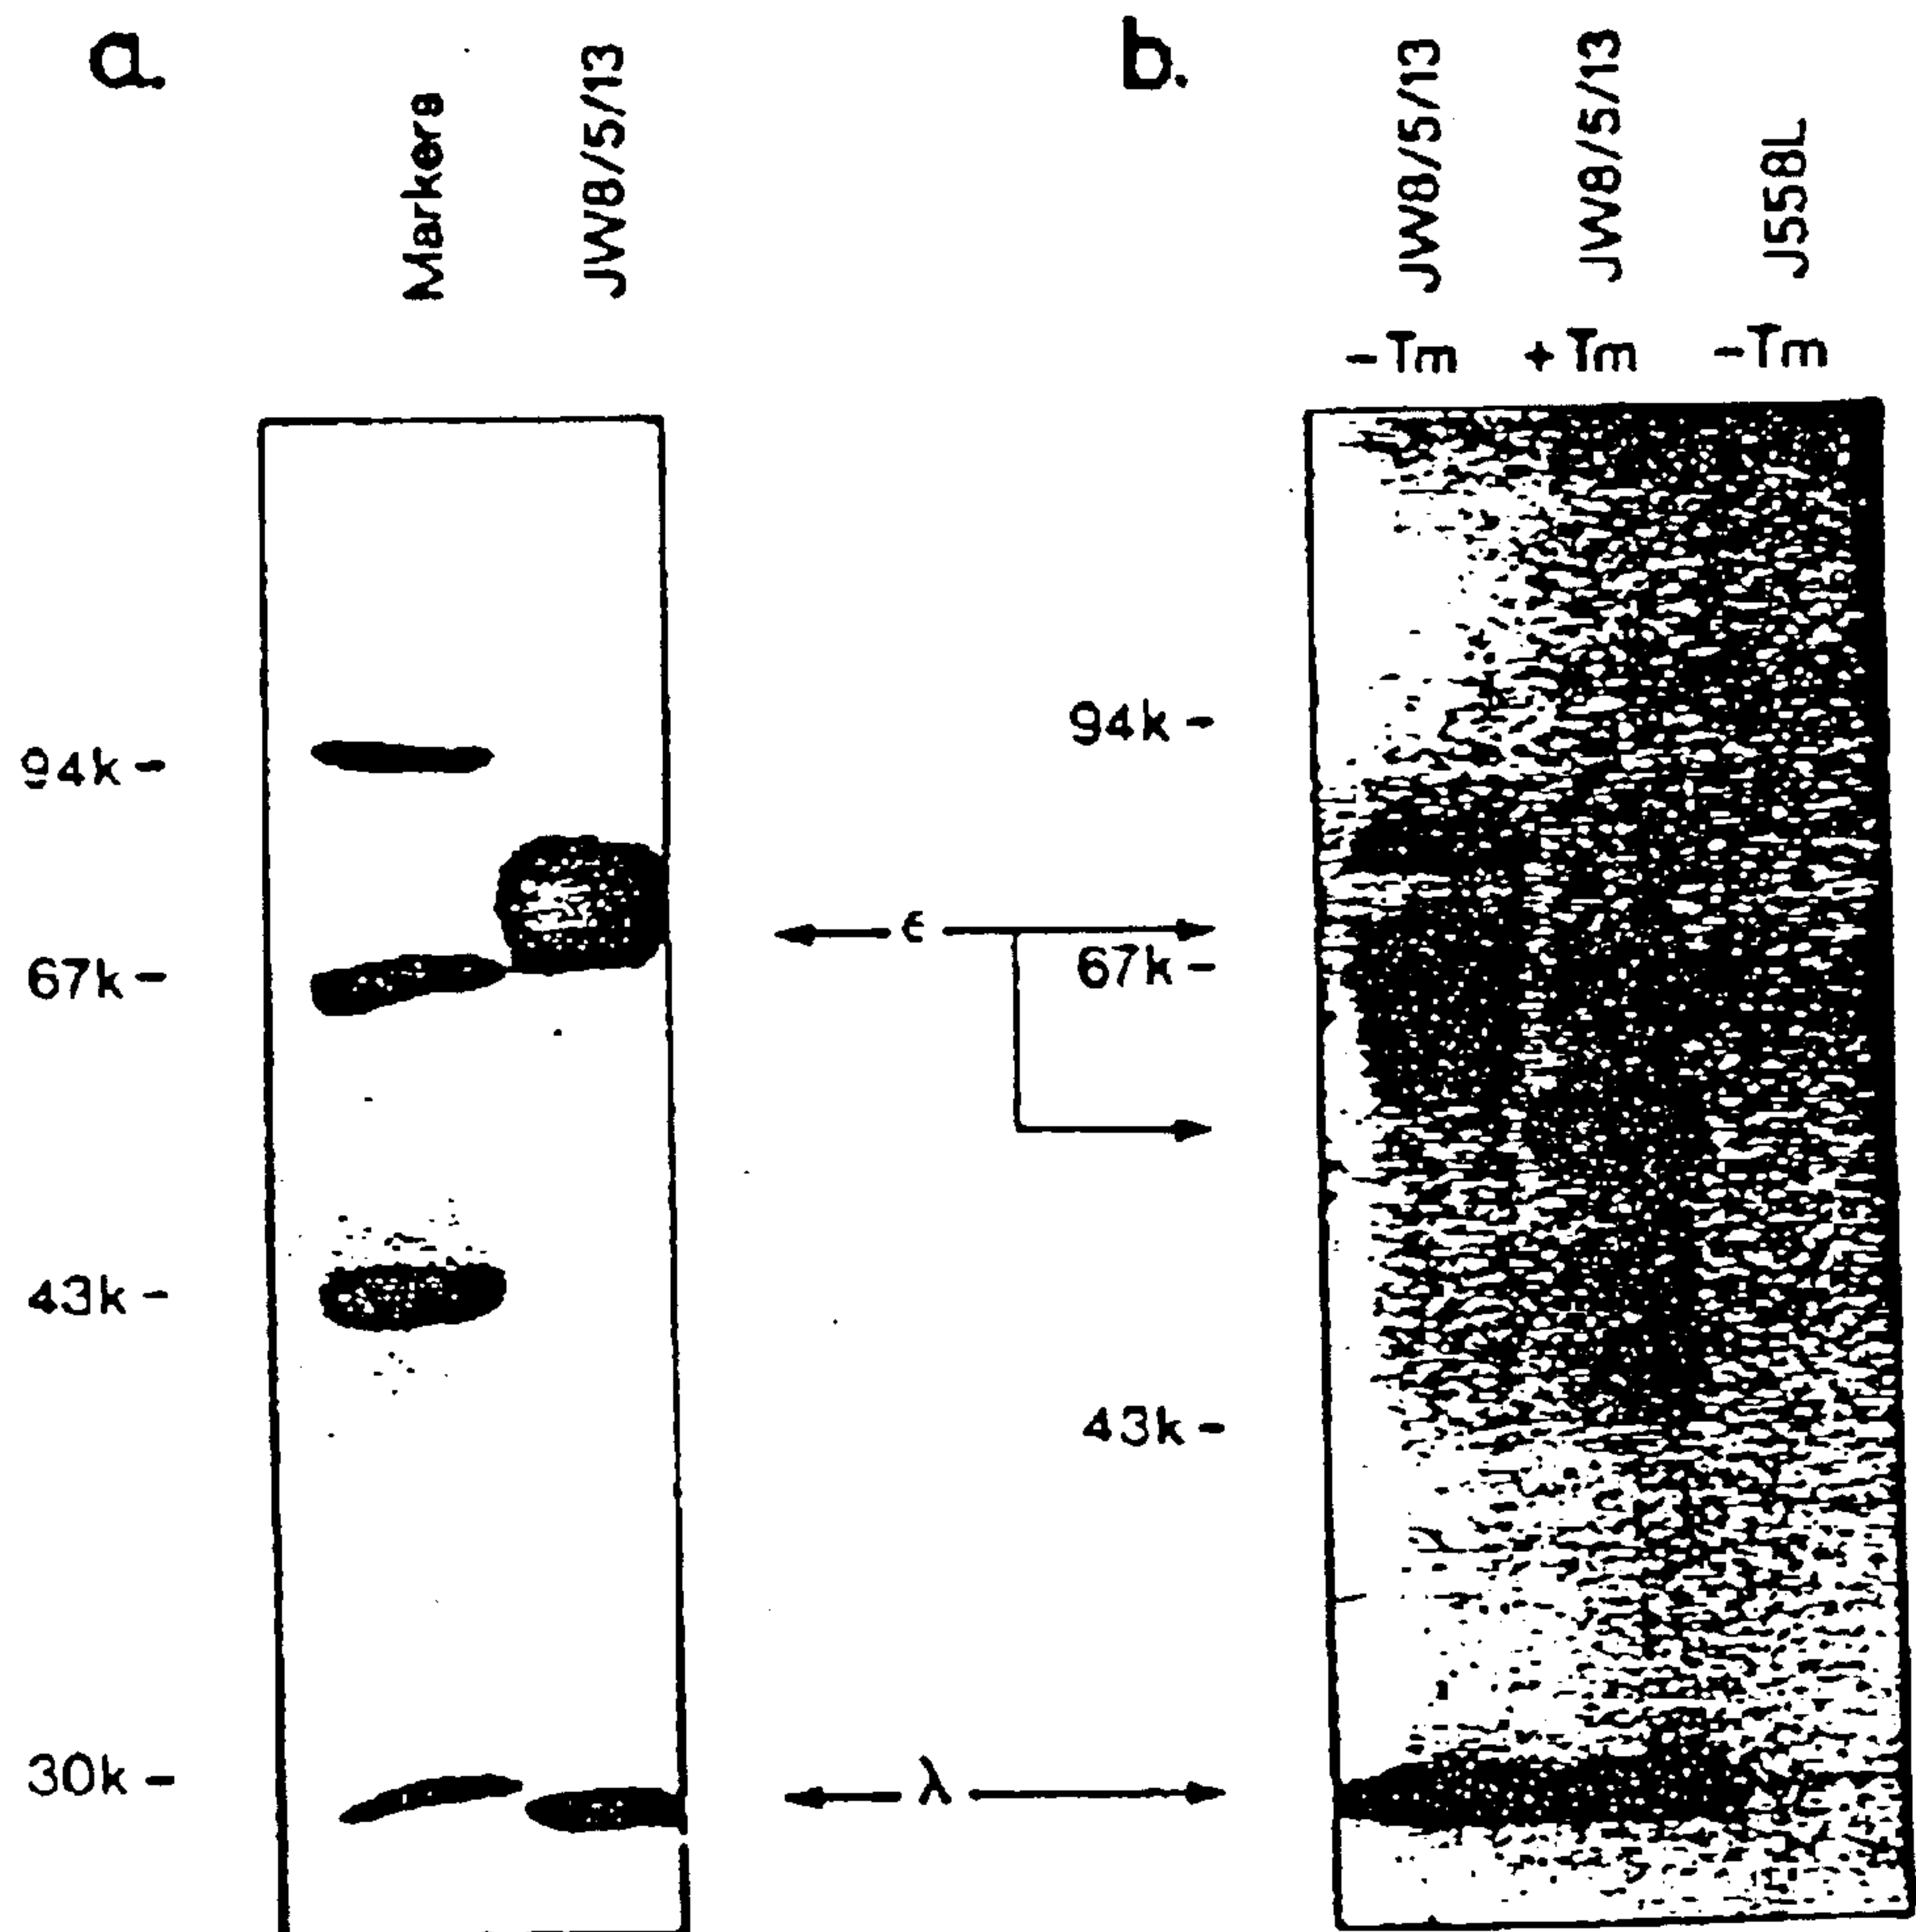 a.
Markers
JW8/5/13
94k -
67k -
43k -
30k -
ϵ
λ
b.
JW8/5/13
JW8/5/13
J558L
-Tm
+Tm
-Tm
94k -
67k -
43k -